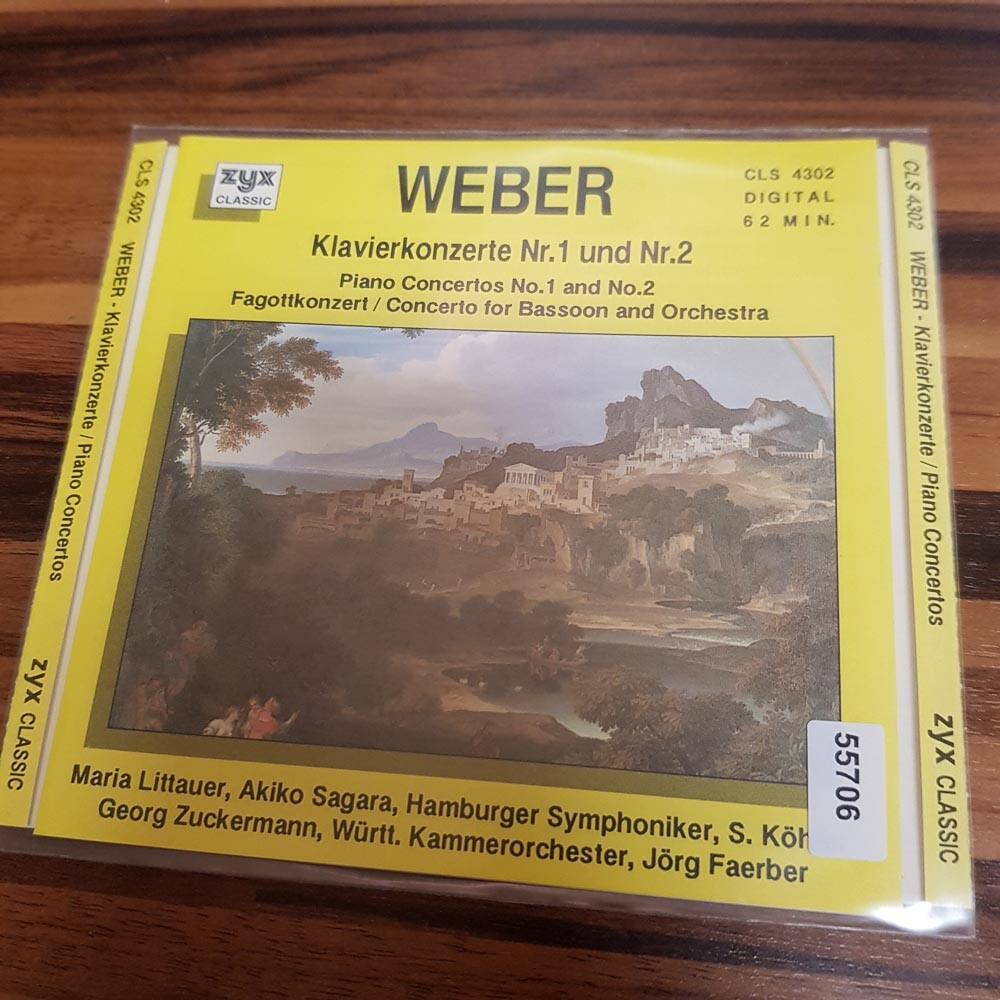 zyx
CLASSIC
WEBER
CLS 4302
DIGITAL
62 MIN.
Klavierkonzerte Nr.1 und Nr.2
Piano Concertos No.1 and No.2
Fagottkonzert / Concerto for Bassoon and Orchestra
Maria Littauer, Akiko Sagara, Hamburger Symphoniker, S.
Georg Zuckermann, Württ. Kammerorchester, Jörg Faerber
55706
CLS 4302 WEBER - Klavierkonzerte / Piano Concertos zyx CLASSIC
CLS 4302 WEBER - Klavierkonzerte / Piano Concertos zyx CLASSIC